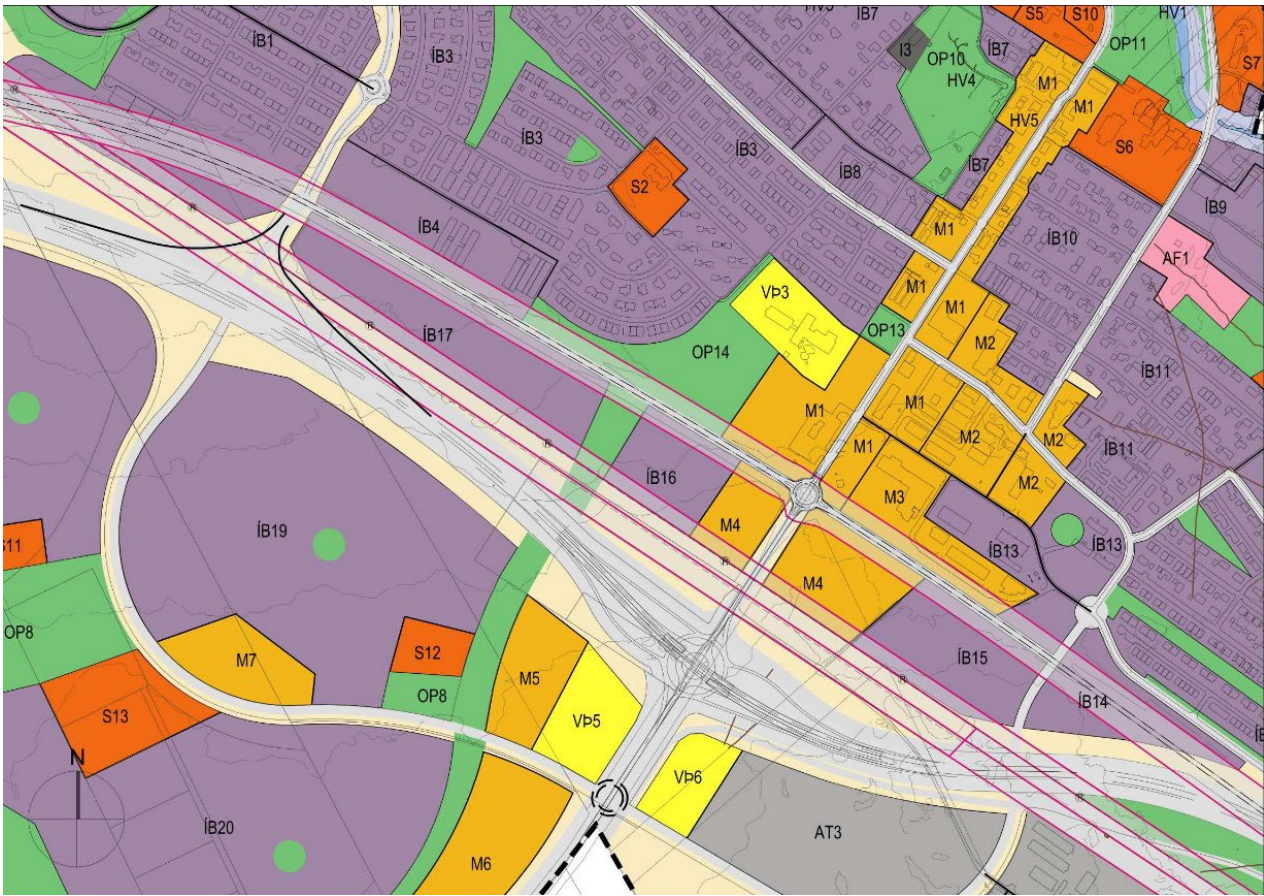 HV5
ÍB7
S5
S10
HV1
ÍB1
ÍB3
I3
OP10
ÍB7
OP11
S7
HV4
M1
M1
HV5
ÍB3
ÍB3
S6
ÍB8
ÍB7
S2
ÍB9
ÍB4
M1
ÍB10
AF1
VÞ3
M1
M1
ÍB17
OP13
M2
OP14
ÍB11
M1
M1
M2
M2
M1
ÍB11
ÍB16
M2
M3
M4
ÍB19
ÍB13
ÍB13
S11
M4
OP8
M7
S12
ÍB15
M5
OP8
ÍB14
S13
VÞ5
N
VÞ6
ÍB20
AT3
M6